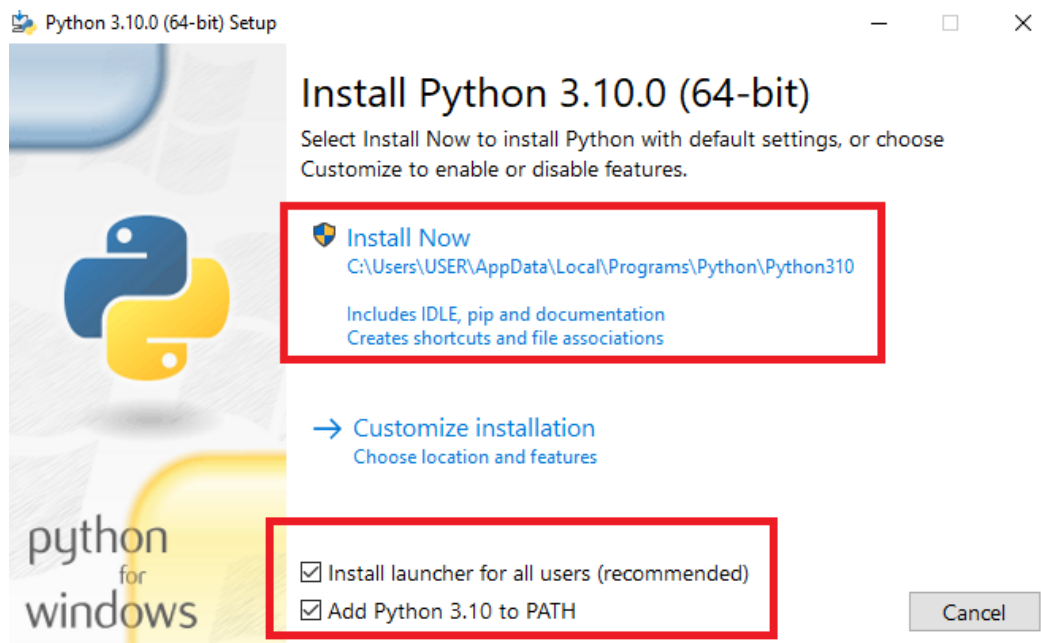 Python 3.10.0 (64-bit) Setup
Install Python 3.10.0 (64-bit)
Select Install Now to install Python with default settings, or choose
Customize to enable or disable features.
Install Now
C:\Users\USER\AppData\Local\Programs\Python\Python310
Includes IDLE, pip and documentation
Creates shortcuts and file associations
Customize installation
Choose location and features
python
for
windows
Install launcher for all users (recommended)
Add Python 3.10 to PATH
Cancel